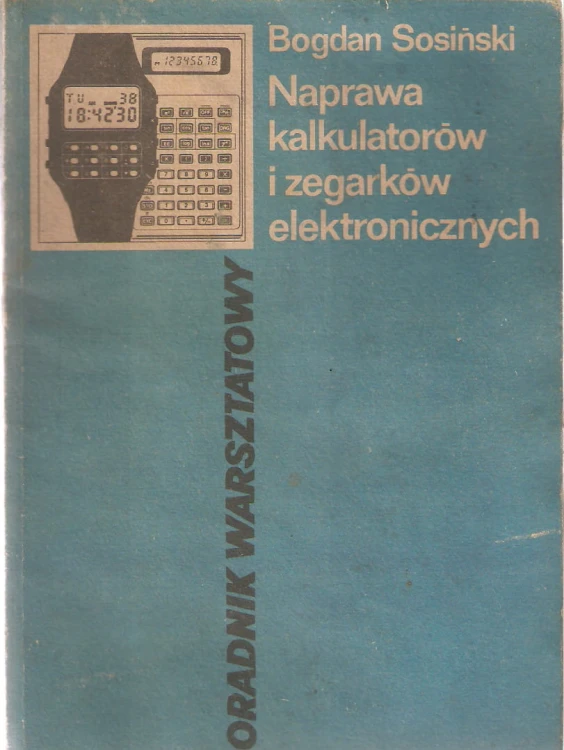 Bogdan Sosiński
Naprawa
kalkulatorów
i zegarków
elektronicznych
12345678
TU 38
18:42 30
ORADNIK WARSZTATOWY